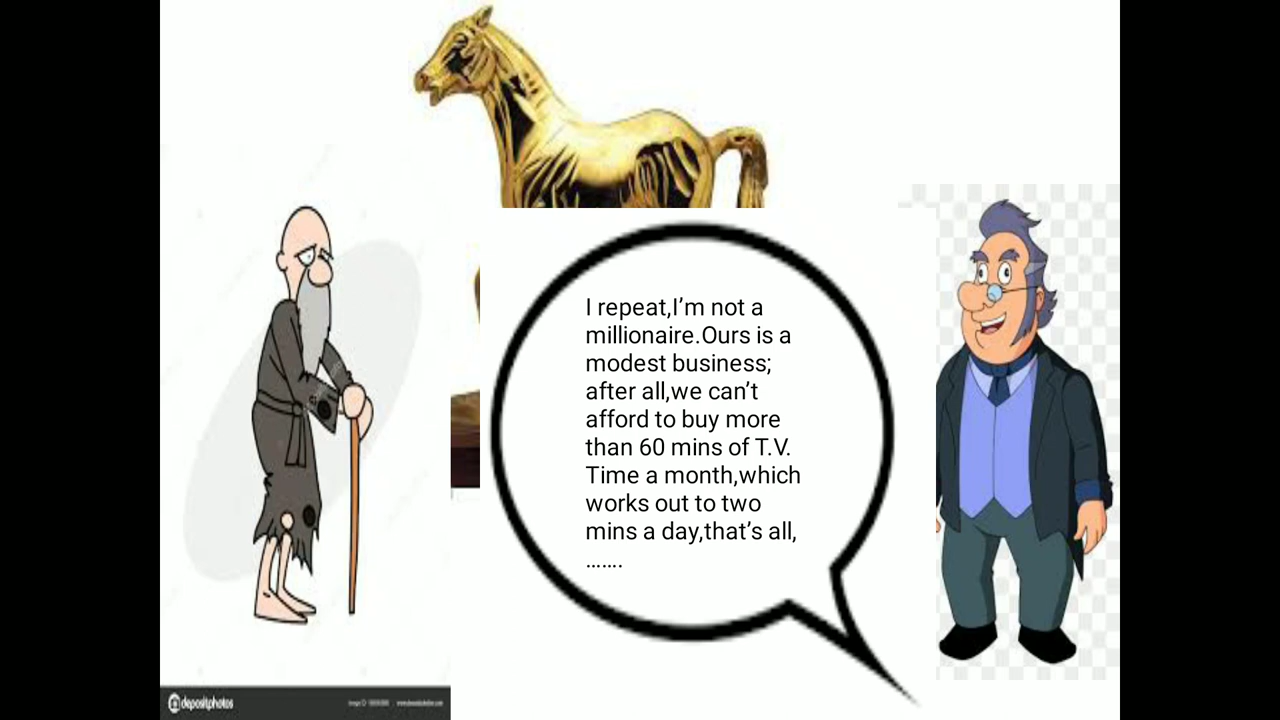 I repeat,I’m not a
millionaire.Ours is a
modest business;
after all,we can’t
afford to buy more
than 60 mins of T.V.
Time a month,which
works out to two
mins a day,that’s all,
.......
depositphotos